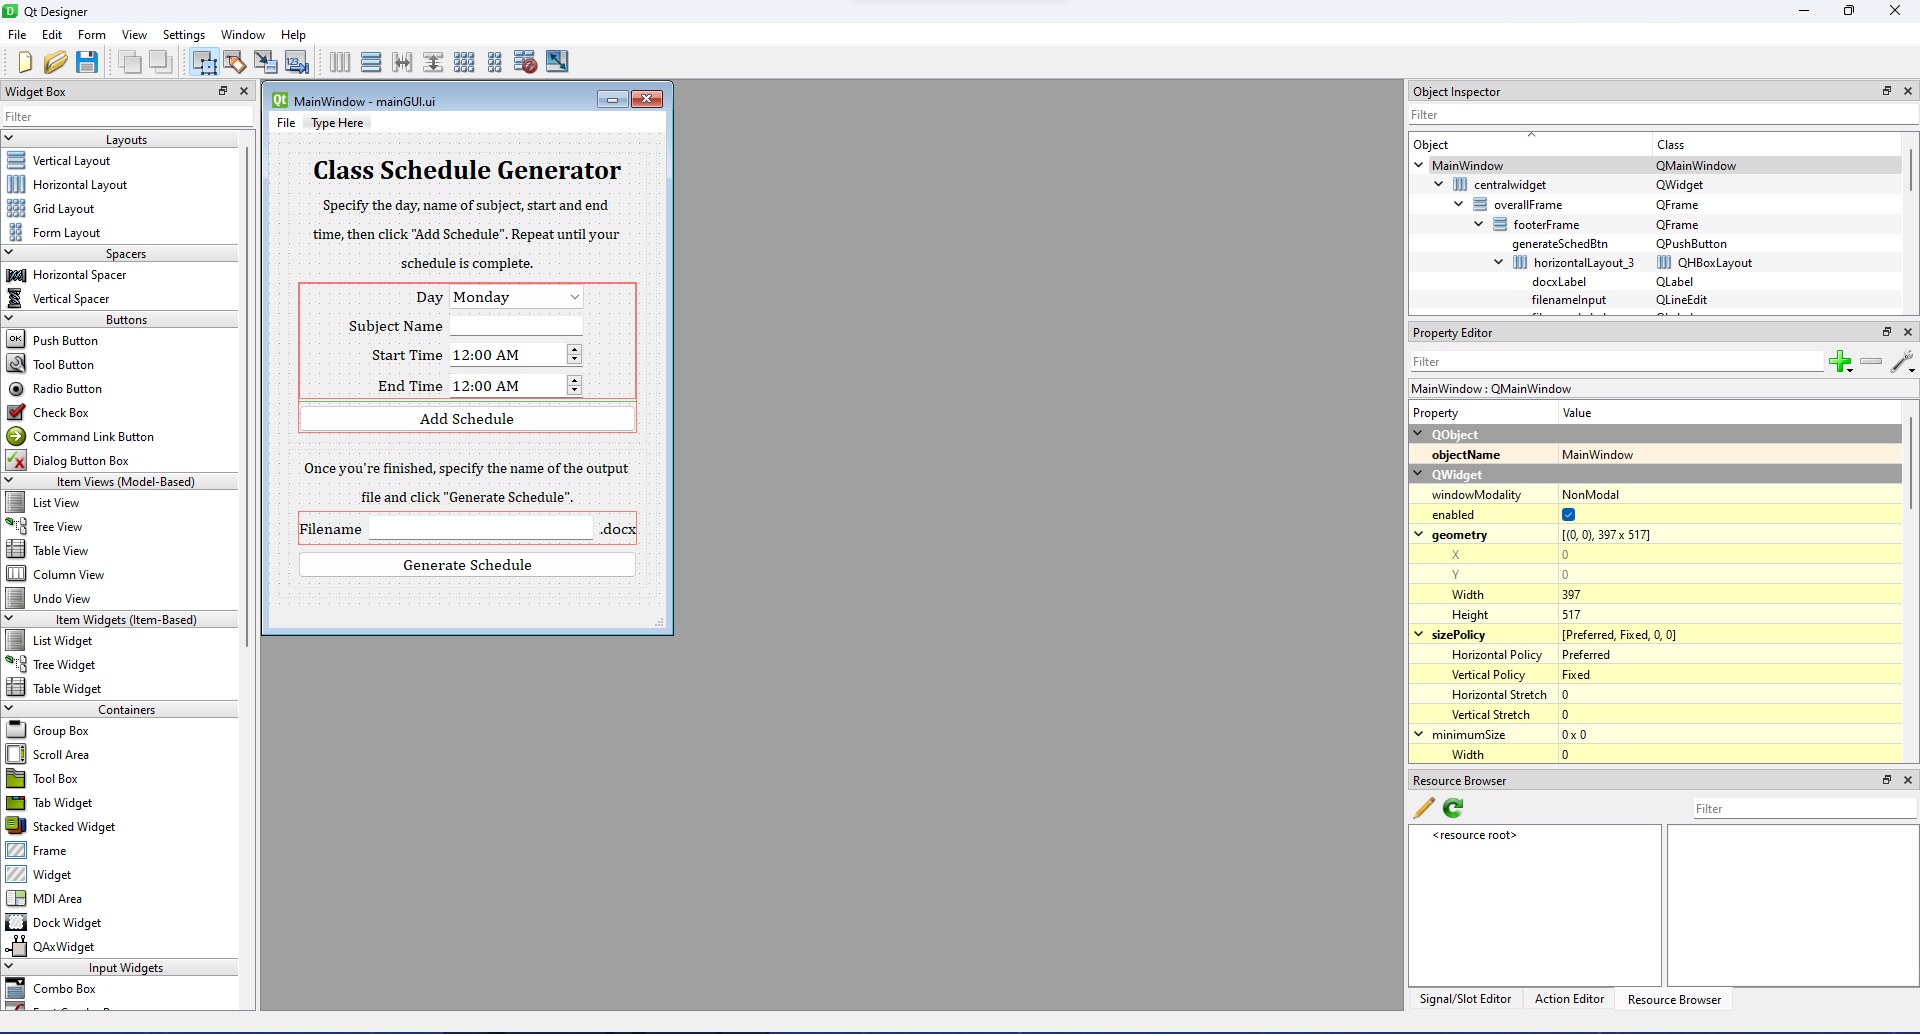 Qt Designer
File Edit Form View Settings Window Help
123
Widget Box
Filter
Layouts
Vertical Layout
Horizontal Layout
Grid Layout
Form Layout
Spacers
Horizontal Spacer
Vertical Spacer
Buttons
OK Push Button
Tool Button
Radio Button
Check Box
Command Link Button
Dialog Button Box
Item Views (Model-Based)
List View
Tree View
Table View
Column View
Undo View
Item Widgets (Item-Based)
List Widget
Tree Widget
Table Widget
Containers
Group Box
Scroll Area
Tool Box
Tab Widget
Stacked Widget
Frame
Widget
MDI Area
Dock Widget
QAxWidget
Input Widgets
Combo Box
Qt MainWindow - mainGUI.ui
File Type Here
Class Schedule Generator
Specify the day, name of subject, start and end
time, then click "Add Schedule". Repeat until your
schedule is complete.
Day Monday
Subject Name
Start Time 12:00 AM
End Time 12:00 AM
Add Schedule
Once you're finished, specify the name of the output
file and click "Generate Schedule".
Filename .docx
Generate Schedule
Object Inspector
Filter
Object Class
MainWindow QMainWindow
centralwidget QWidget
overallFrame QFrame
footerFrame QFrame
generateSchedBtn QPushButton
horizontalLayout_3 QHBoxLayout
docxLabel QLabel
filenameInput QLineEdit
Property Editor
Filter
MainWindow : QMainWindow
Property Value
QObject
objectName MainWindow
QWidget
windowModality NonModal
enabled
geometry [(0, 0), 397 x 517]
X 0
Y 0
Width 397
Height 517
sizePolicy [Preferred, Fixed, 0, 0]
Horizontal Policy Preferred
Vertical Policy Fixed
Horizontal Stretch 0
Vertical Stretch 0
minimumSize 0 x 0
Width 0
Resource Browser
Filter
<resource root>
Signal/Slot Editor Action Editor Resource Browser